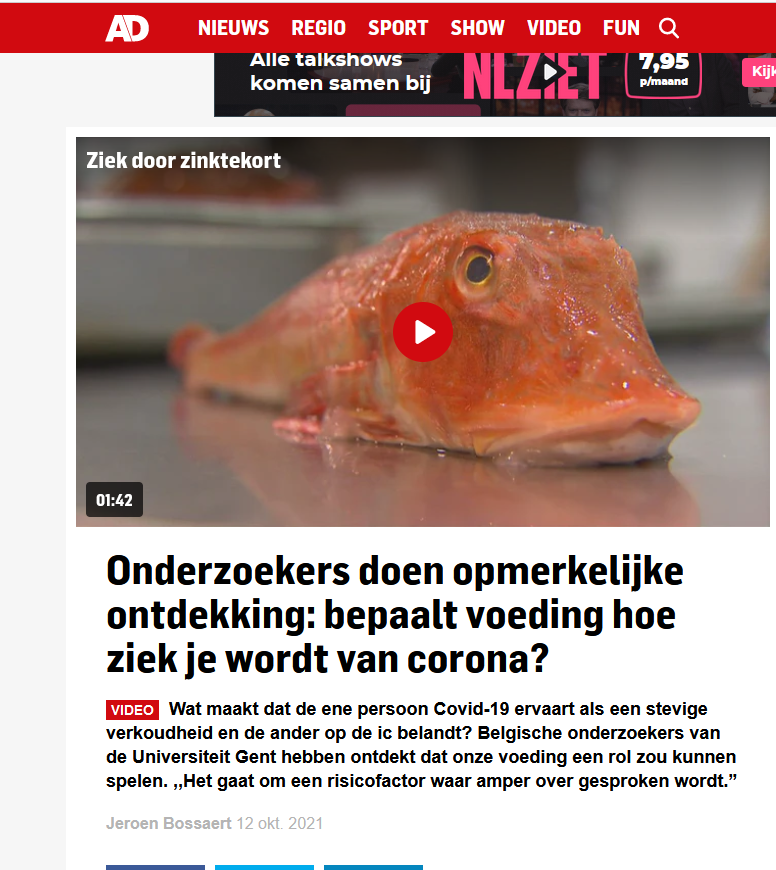 AD NIEUWS REGIO SPORT SHOW VIDEO FUN
Alle talkshows
komen samen bij
NLZIET
7,95
p/maand
Ziek door zinktekort
01:42
Onderzoekers doen opmerkelijke
ontdekking: bepaalt voeding hoe
ziek je wordt van corona?
VIDEO Wat maakt dat de ene persoon Covid-19 ervaart als een stevige
verkoudheid en de ander op de ic belandt? Belgische onderzoekers van
de Universiteit Gent hebben ontdekt dat onze voeding een rol zou kunnen
spelen. ,,Het gaat om een risicofactor waar amper over gesproken wordt.”
Jeroen Bossaert 12 okt. 2021